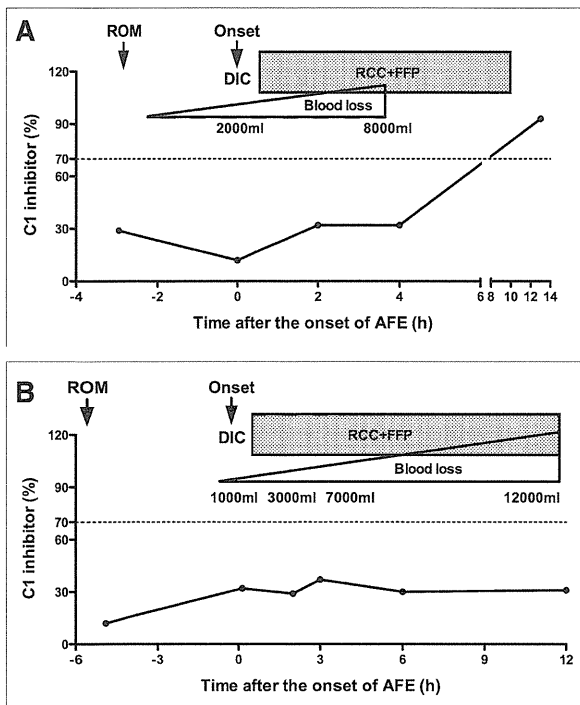 A
ROM
Onset
DIC
RCC+FFP
Blood loss
2000ml
8000ml
C1 inhibitor (%)
120
90
70
60
30
0
-4
-2
0
2
4
6
8
10
12
14
Time after the onset of AFE (h)
B
ROM
Onset
DIC
RCC+FFP
Blood loss
1000ml
3000ml
7000ml
12000ml
C1 inhibitor (%)
120
90
70
60
30
0
-6
-3
0
3
6
9
12
Time after the onset of AFE (h)